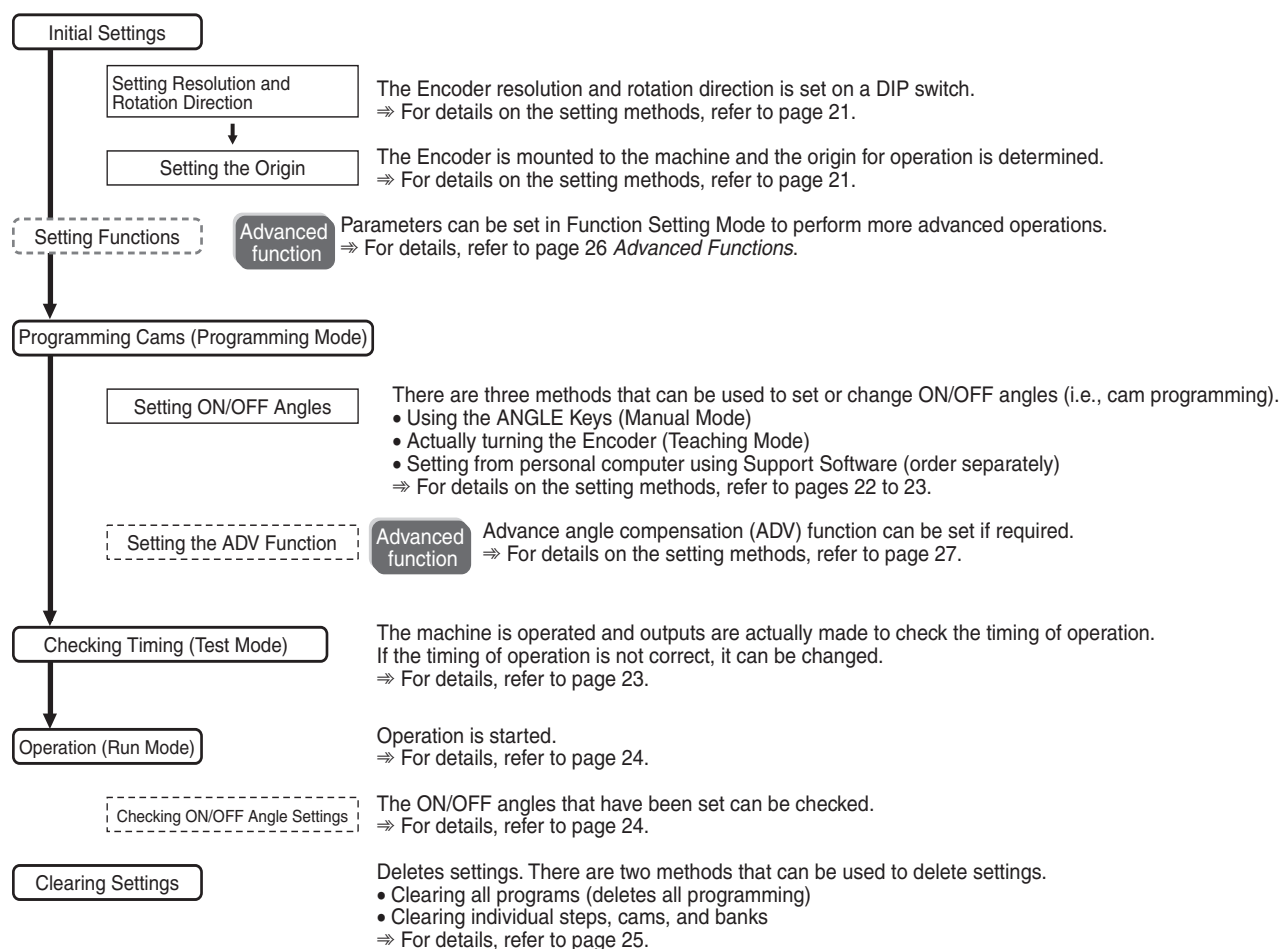 Initial Settings
Setting Resolution and
Rotation Direction
The Encoder resolution and rotation direction is set on a DIP switch.
⇒ For details on the setting methods, refer to page 21.
Setting the Origin
The Encoder is mounted to the machine and the origin for operation is determined.
⇒ For details on the setting methods, refer to page 21.
Setting Functions
Advanced
function
Parameters can be set in Function Setting Mode to perform more advanced operations.
⇒ For details, refer to page 26 Advanced Functions.
Programming Cams (Programming Mode)
Setting ON/OFF Angles
There are three methods that can be used to set or change ON/OFF angles (i.e., cam programming).
• Using the ANGLE Keys (Manual Mode)
• Actually turning the Encoder (Teaching Mode)
• Setting from personal computer using Support Software (order separately)
⇒ For details on the setting methods, refer to pages 22 to 23.
Setting the ADV Function
Advanced
function
Advance angle compensation (ADV) function can be set if required.
⇒ For details on the setting methods, refer to page 27.
Checking Timing (Test Mode)
The machine is operated and outputs are actually made to check the timing of operation.
If the timing of operation is not correct, it can be changed.
⇒ For details, refer to page 23.
Operation (Run Mode)
Operation is started.
⇒ For details, refer to page 24.
Checking ON/OFF Angle Settings
The ON/OFF angles that have been set can be checked.
⇒ For details, refer to page 24.
Clearing Settings
Deletes settings. There are two methods that can be used to delete settings.
• Clearing all programs (deletes all programming)
• Clearing individual steps, cams, and banks
⇒ For details, refer to page 25.